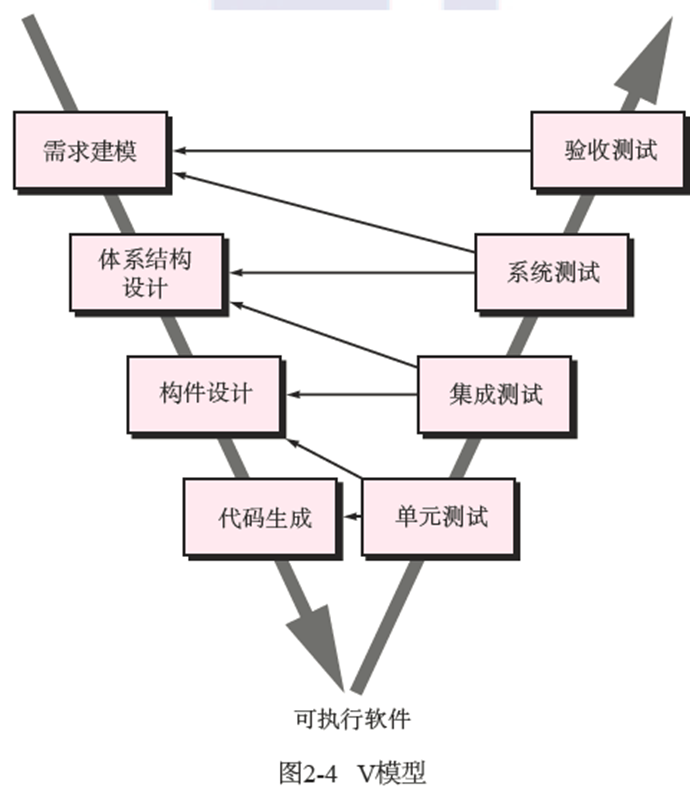 需求建模
验收测试
体系结构
设计
系统测试
构件设计
集成测试
代码生成
单元测试
可执行软件
图2-4 V模型